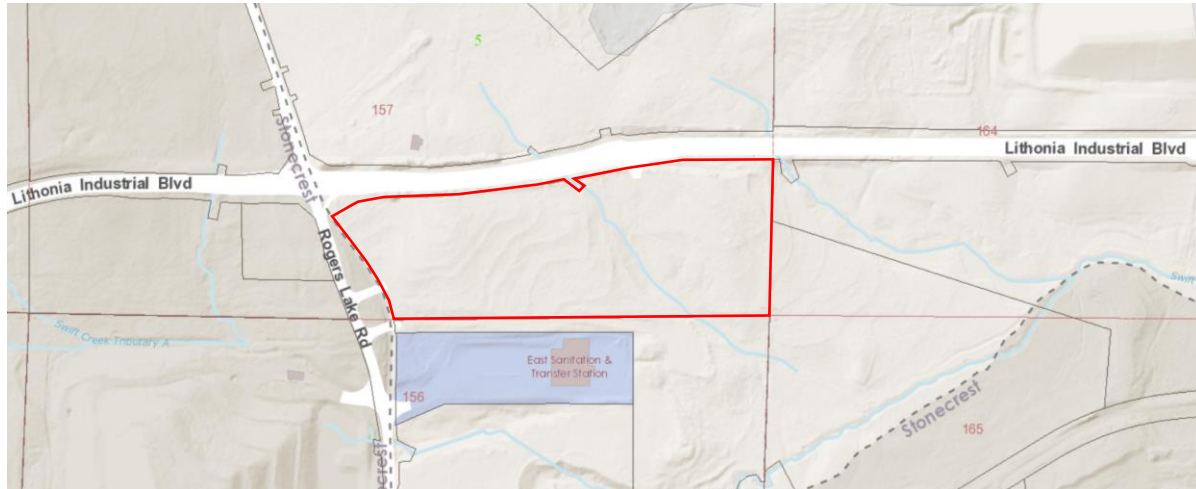 5
157
Stonecrest
164
Lithonia Industrial Blvd
Lithonia Industrial Blvd
Rogers Lake Rd
Swift
Swift Creek Tributary A
East Sanitation &
Transfer Station
156
Stonecrest
165
crest